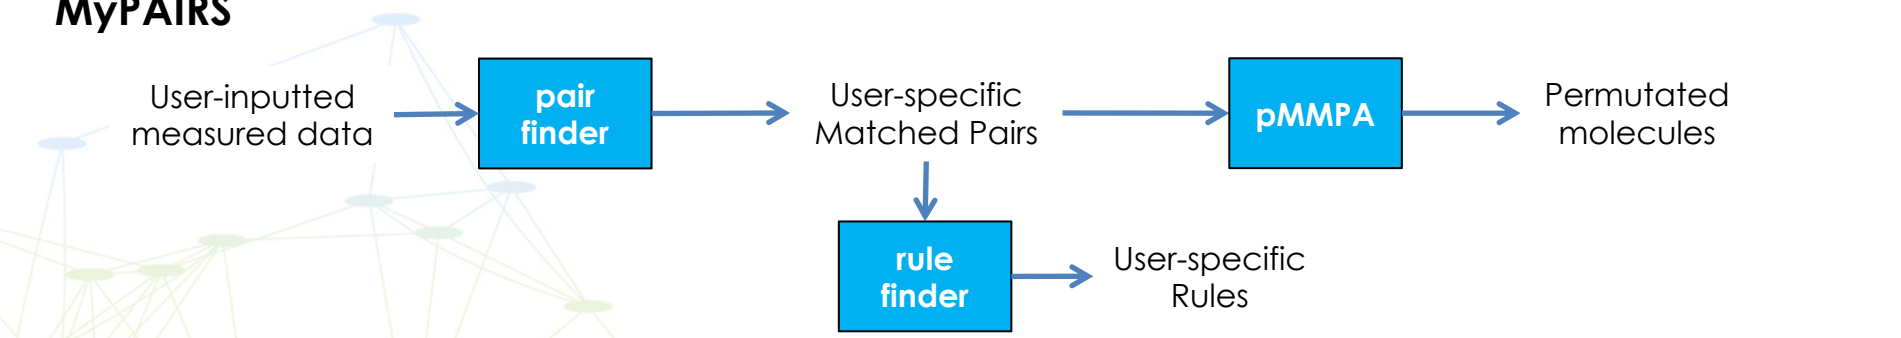 MyPAIRS
User-inputted
measured data
pair
finder
User-specific
Matched Pairs
pMMPA
Permutated
molecules
rule
finder
User-specific
Rules